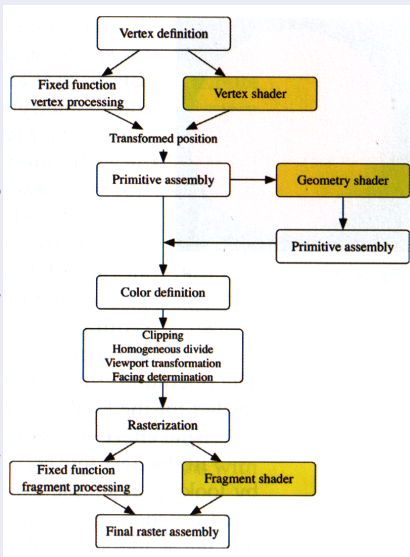 Vertex definition
Fixed function
vertex processing
Vertex shader
Transformed position
Primitive assembly
Geometry shader
Primitive assembly
Color definition
Clipping
Homogeneous divide
Viewport transformation
Facing determination
Rasterization
Fixed function
fragment processing
Fragment shader
Final raster assembly